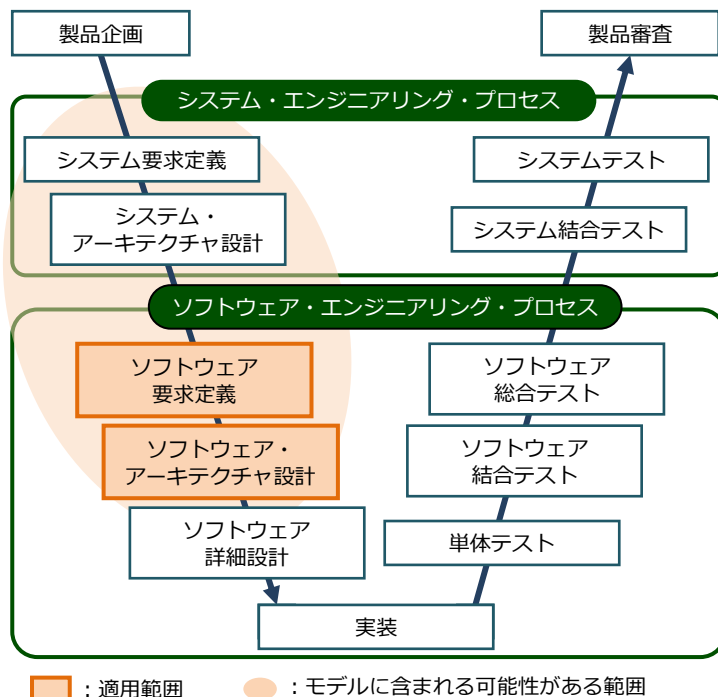 製品企画
製品審査
システム・エンジニアリング・プロセス
システム要求定義
システムテスト
システム・
アーキテクチャ設計
システム結合テスト
ソフトウェア・エンジニアリング・プロセス
ソフトウェア
要求定義
ソフトウェア
総合テスト
ソフトウェア・
アーキテクチャ設計
ソフトウェア
結合テスト
ソフトウェア
詳細設計
単体テスト
実装
：適用範囲
：モデルに含まれる可能性がある範囲